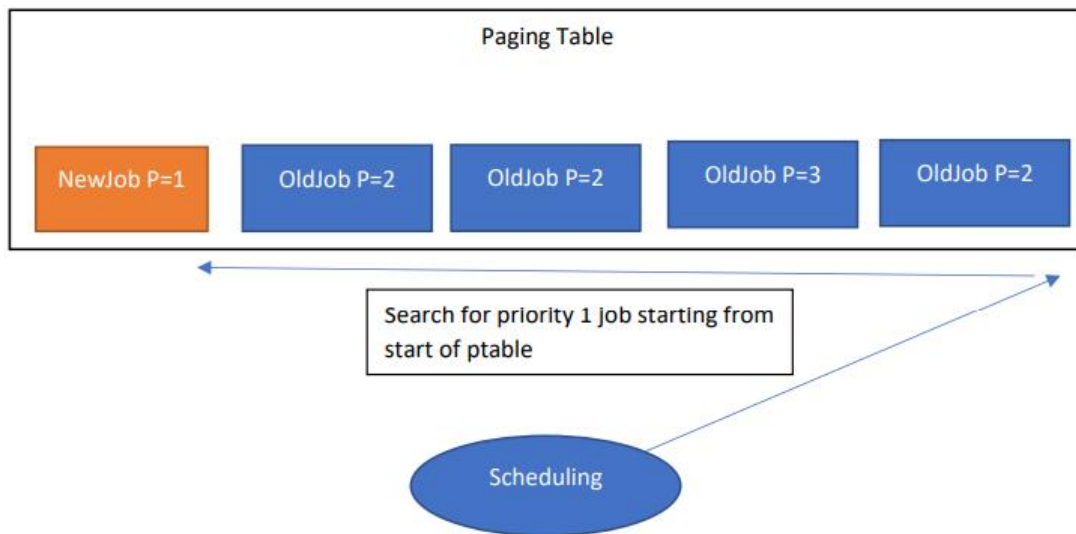 Paging Table
NewJob P=1
OldJob P=2
OldJob P=2
OldJob P=3
OldJob P=2
Search for priority 1 job starting from
start of ptable
Scheduling